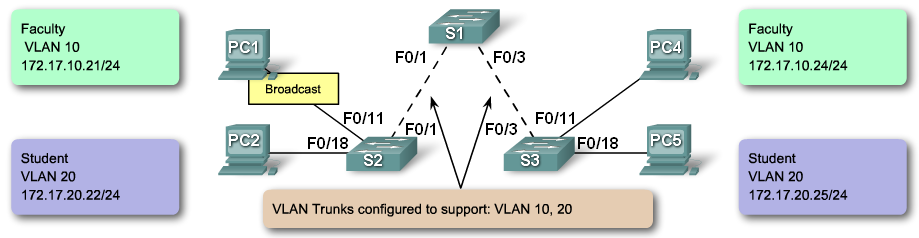 Faculty
VLAN 10
172.17.10.21/24
PC1
Broadcast
S1
F0/1
F0/3
PC4
Faculty
VLAN 10
172.17.10.24/24
F0/11
F0/1
F0/3
F0/11
Student
VLAN 20
172.17.20.22/24
PC2
F0/18
S2
S3
F0/18
PC5
Student
VLAN 20
172.17.20.25/24
VLAN Trunks configured to support: VLAN 10, 20